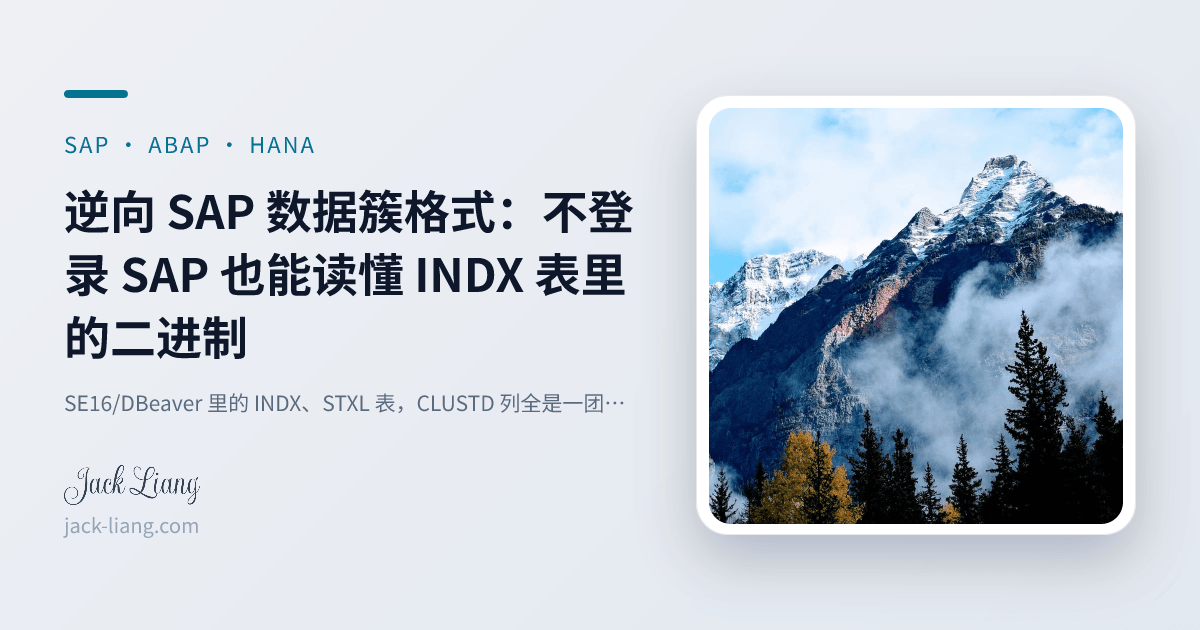 SAP • ABAP • HANA
逆向 SAP 数据簇格式：不登
录 SAP 也能读懂 INDX 表里
的二进制
SE16/DBeaver 里的 INDX、STXL 表，CLUSTD 列全是一团…
Jack Liang
jack-liang.com